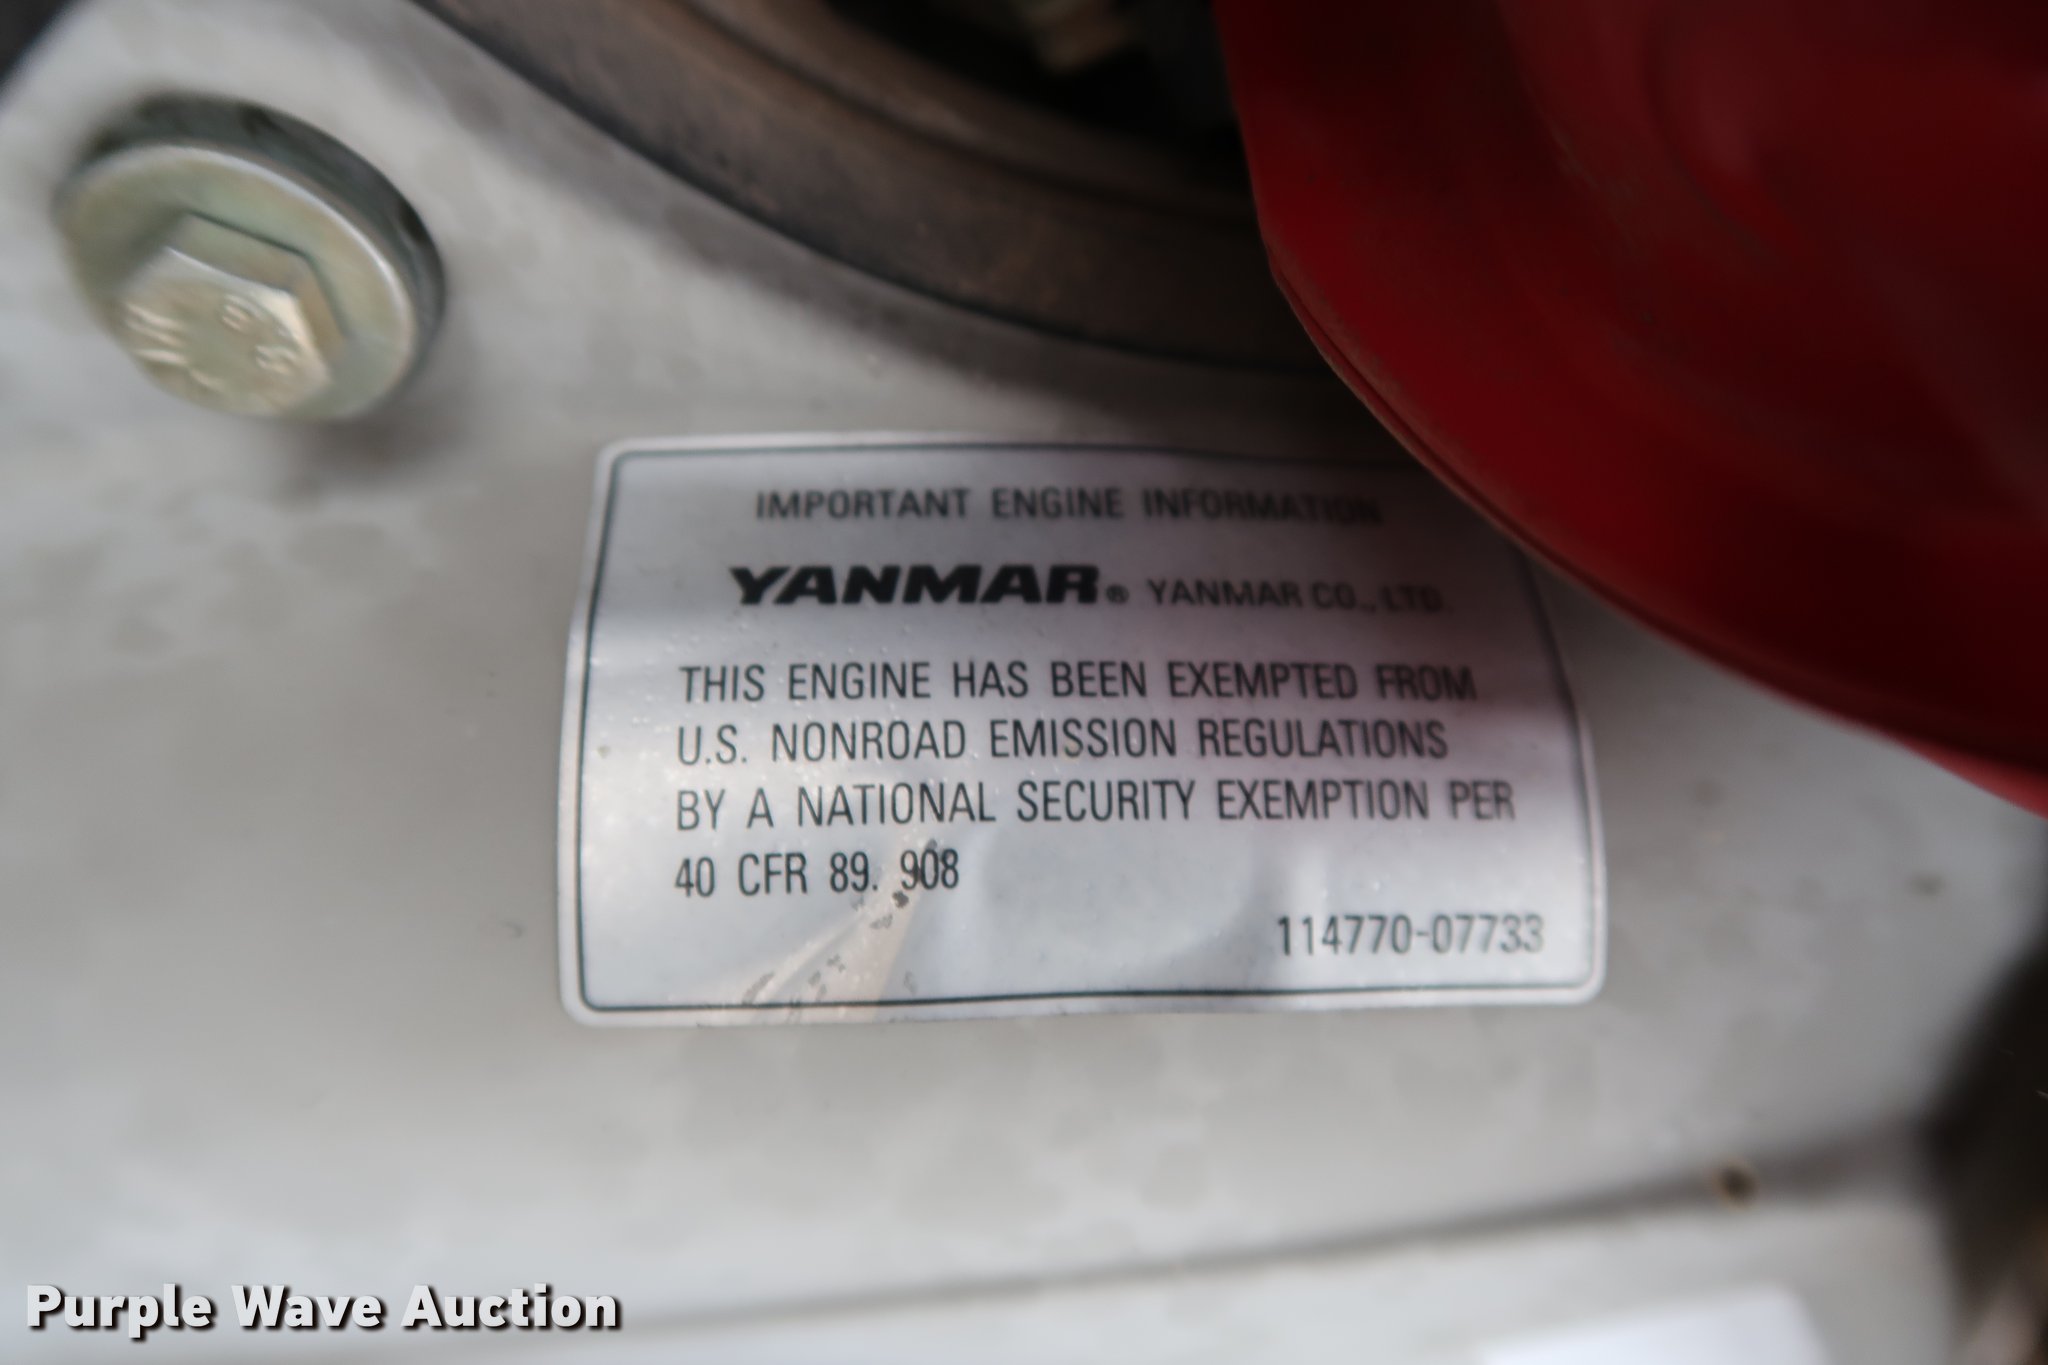 IMPORTANT ENGINE INFORMATION
YANMAR® YANMAR CO., LTD.
THIS ENGINE HAS BEEN EXEMPTED FROM
U.S. NONROAD EMISSION REGULATIONS
BY A NATIONAL SECURITY EXEMPTION PER
40 CFR 89. 908
114770-07733
Purple Wave Auction